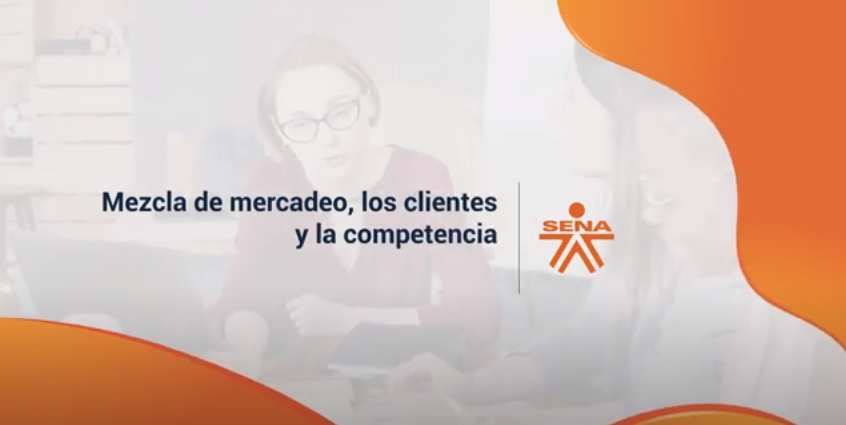 Mezcla de mercadeo, los clientes
y la competencia
SENA